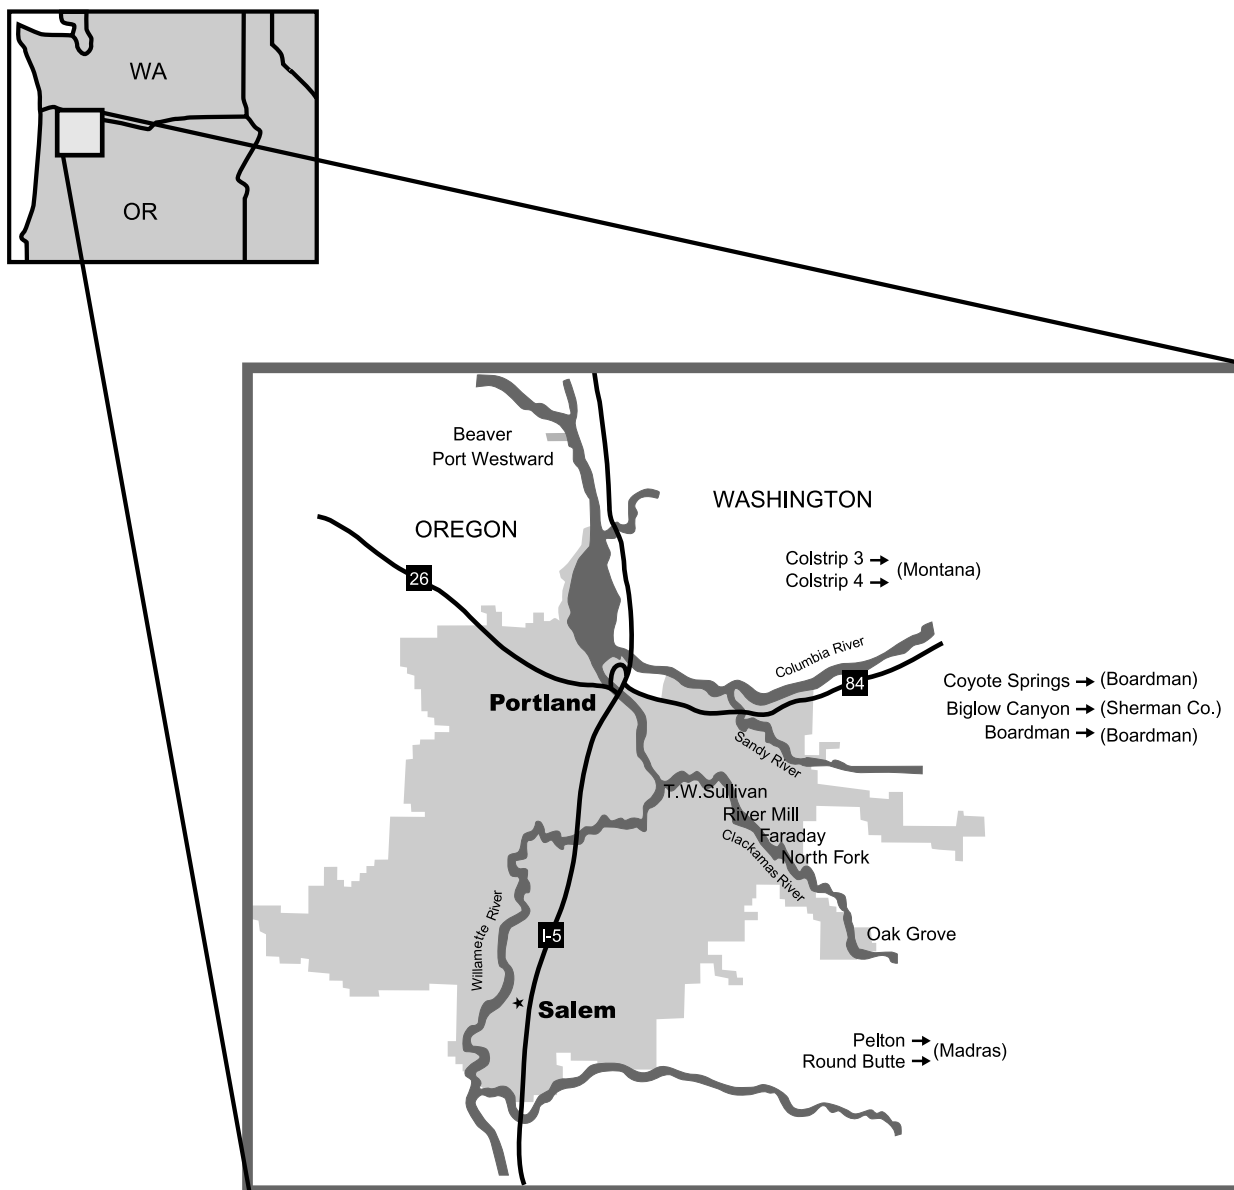 WA
OR
Beaver
Port Westward
WASHINGTON
OREGON
Colstrip 3
Colstrip 4
(Montana)
26
Columbia River
Coyote Springs
(Boardman)
84
Portland
Biglow Canyon
(Sherman Co.)
Boardman
(Boardman)
Sandy River
T.W.Sullivan
River Mill
Faraday
Clackamas River
North Fork
Willamette River
I-5
Oak Grove
Salem
Pelton
Round Butte
(Madras)